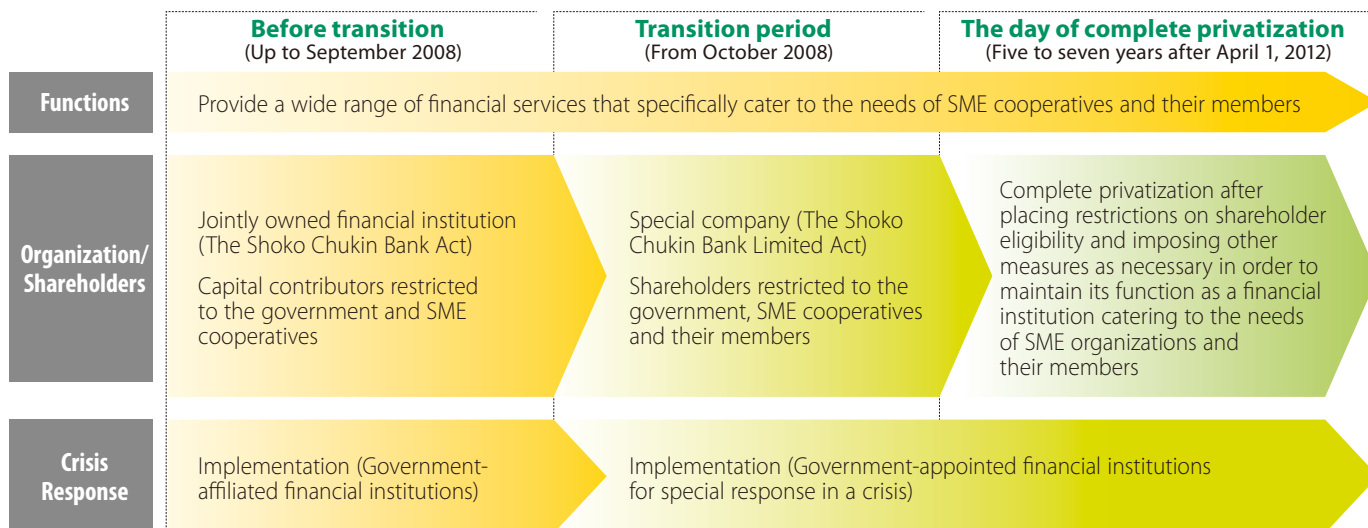 Before transition
(Up to September 2008)
Transition period
(From October 2008)
The day of complete privatization
(Five to seven years after April 1, 2012)
Functions
Provide a wide range of financial services that specifically cater to the needs of SME cooperatives and their members
Organization/
Shareholders
Jointly owned financial institution
(The Shoko Chukin Bank Act)
Capital contributors restricted
to the government and SME
cooperatives
Special company (The Shoko
Chukin Bank Limited Act)
Shareholders restricted to the
government, SME cooperatives
and their members
Complete privatization after
placing restrictions on shareholder
eligibility and imposing other
measures as necessary in order to
maintain its function as a financial
institution catering to the needs
of SME organizations and
their members
Crisis
Response
Implementation (Government-
affiliated financial institutions)
Implementation (Government-appointed financial institutions
for special response in a crisis)